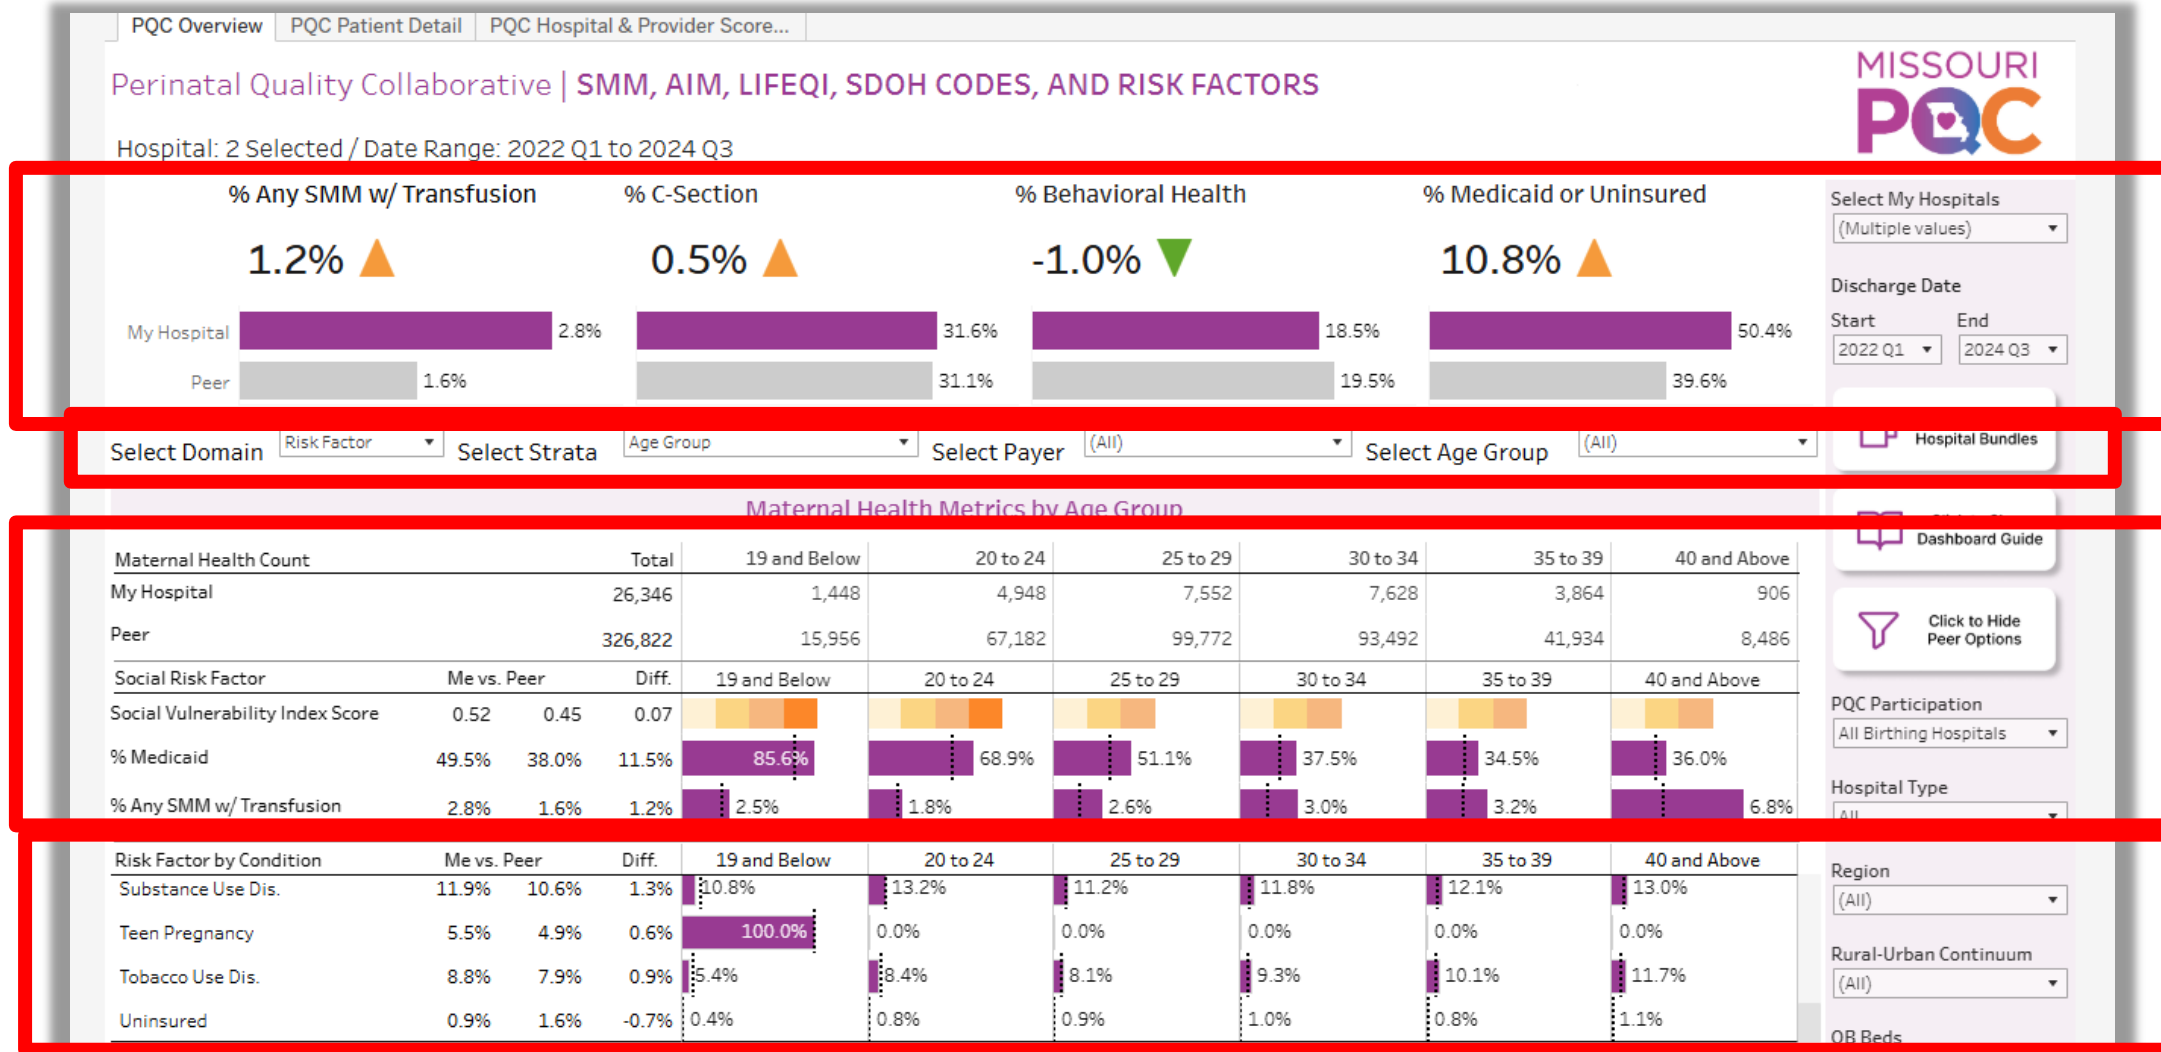 PQC Overview PQC Patient Detail PQC Hospital & Provider Score...
Perinatal Quality Collaborative | SMM, AIM, LIFEQI, SDOH CODES, AND RISK FACTORS
MISSOURI
PQC
Hospital: 2 Selected / Date Range: 2022 Q1 to 2024 Q3
% Any SMM w/ Transfusion % C-Section % Behavioral Health % Medicaid or Uninsured
1.2% 0.5% -1.0% 10.8%
My Hospital 2.8% 31.6% 18.5% 50.4%
Peer 1.6% 31.1% 19.5% 39.6%
Select My Hospitals
(Multiple values)
Discharge Date
Start End
2022 Q1 2024 Q3
Hospital Bundles
Select Domain Risk Factor Select Strata Age Group Select Payer (All) Select Age Group (All)
Maternal Health Metrics by Age Group
Dashboard Guide
Click to Hide
Peer Options
Maternal Health Count Total 19 and Below 20 to 24 25 to 29 30 to 34 35 to 39 40 and Above
My Hospital 26,346 1,448 4,948 7,552 7,628 3,864 906
Peer 326,822 15,956 67,182 99,772 93,492 41,934 8,486
Social Risk Factor Me vs. Peer Diff. 19 and Below 20 to 24 25 to 29 30 to 34 35 to 39 40 and Above
Social Vulnerability Index Score 0.52 0.45 0.07
% Medicaid 49.5% 38.0% 11.5% 85.6% 68.9% 51.1% 37.5% 34.5% 36.0%
% Any SMM w/ Transfusion 2.8% 1.6% 1.2% 2.5% 1.8% 2.6% 3.0% 3.2% 6.8%
PQC Participation
All Birthing Hospitals
Hospital Type
All
Risk Factor by Condition Me vs. Peer Diff. 19 and Below 20 to 24 25 to 29 30 to 34 35 to 39 40 and Above
Substance Use Dis. 11.9% 10.6% 1.3% 10.8% 13.2% 11.2% 11.8% 12.1% 13.0%
Teen Pregnancy 5.5% 4.9% 0.6% 100.0% 0.0% 0.0% 0.0% 0.0% 0.0%
Tobacco Use Dis. 8.8% 7.9% 0.9% 5.4% 8.4% 8.1% 9.3% 10.1% 11.7%
Uninsured 0.9% 1.6% -0.7% 0.4% 0.8% 0.9% 1.0% 0.8% 1.1%
Region
(All)
Rural-Urban Continuum
(All)
OB Beds